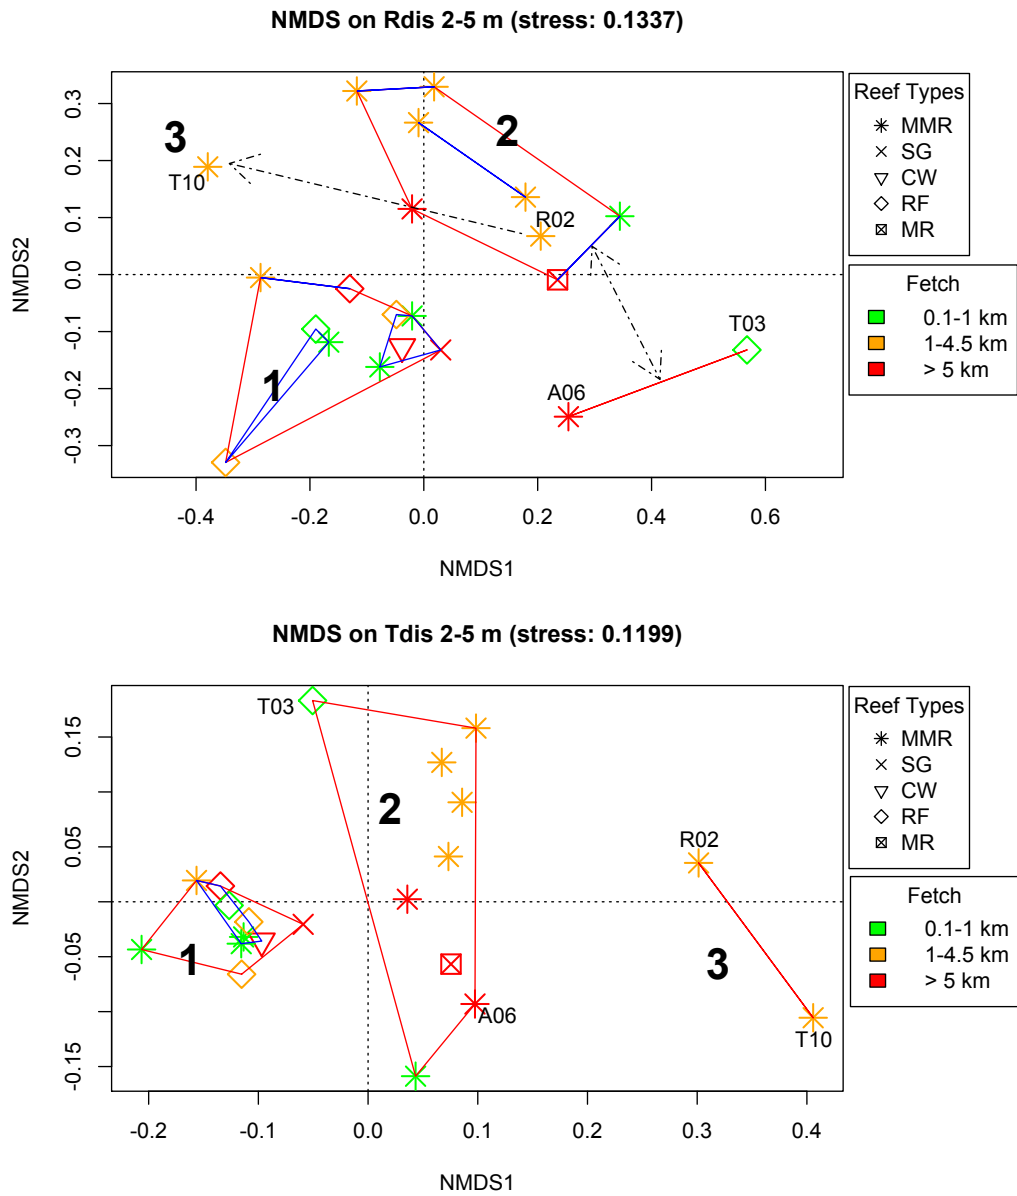 NMDS on Rdis 2-5 m (stress: 0.1337)
NMDS2
0.3
0.2
0.1
0.0
-0.1
-0.2
-0.3
3
T10
2
R02
1
A06
T03
-0.4
-0.2
0.0
0.2
0.4
0.6
NMDS1
Reef Types
MMR
SG
CW
RF
MR
Fetch
0.1-1 km
1-4.5 km
> 5 km
NMDS on Tdis 2-5 m (stress: 0.1199)
NMDS2
0.15
0.05
-0.05
-0.15
T03
2
1
A06
R02
3
T10
-0.2
-0.1
0.0
0.1
0.2
0.3
0.4
NMDS1
Reef Types
MMR
SG
CW
RF
MR
Fetch
0.1-1 km
1-4.5 km
> 5 km